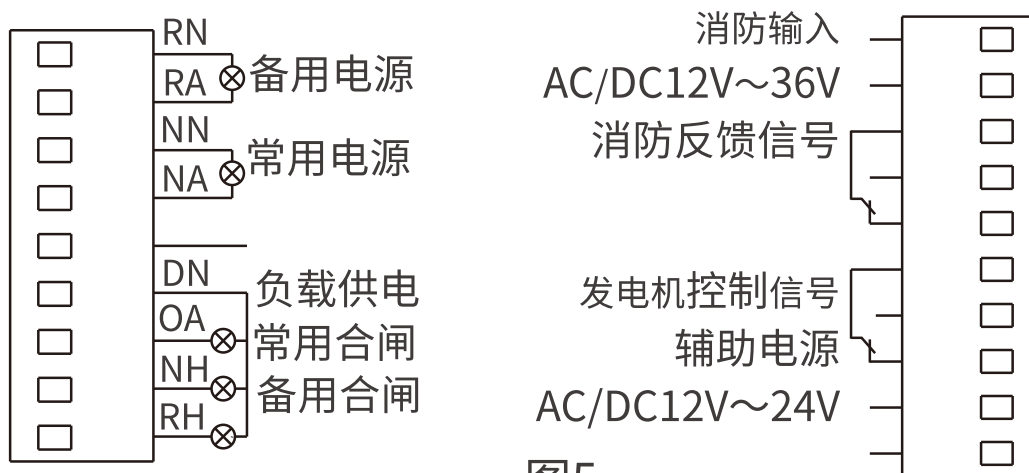 RN
RA
备用电源
NN
NA
常用电源
DN
负载供电
OA
常用合闸
NH
备用合闸
RH
消防输入
AC/DC12V～36V
消防反馈信号
发电机控制信号
辅助电源
AC/DC12V～24V
图5